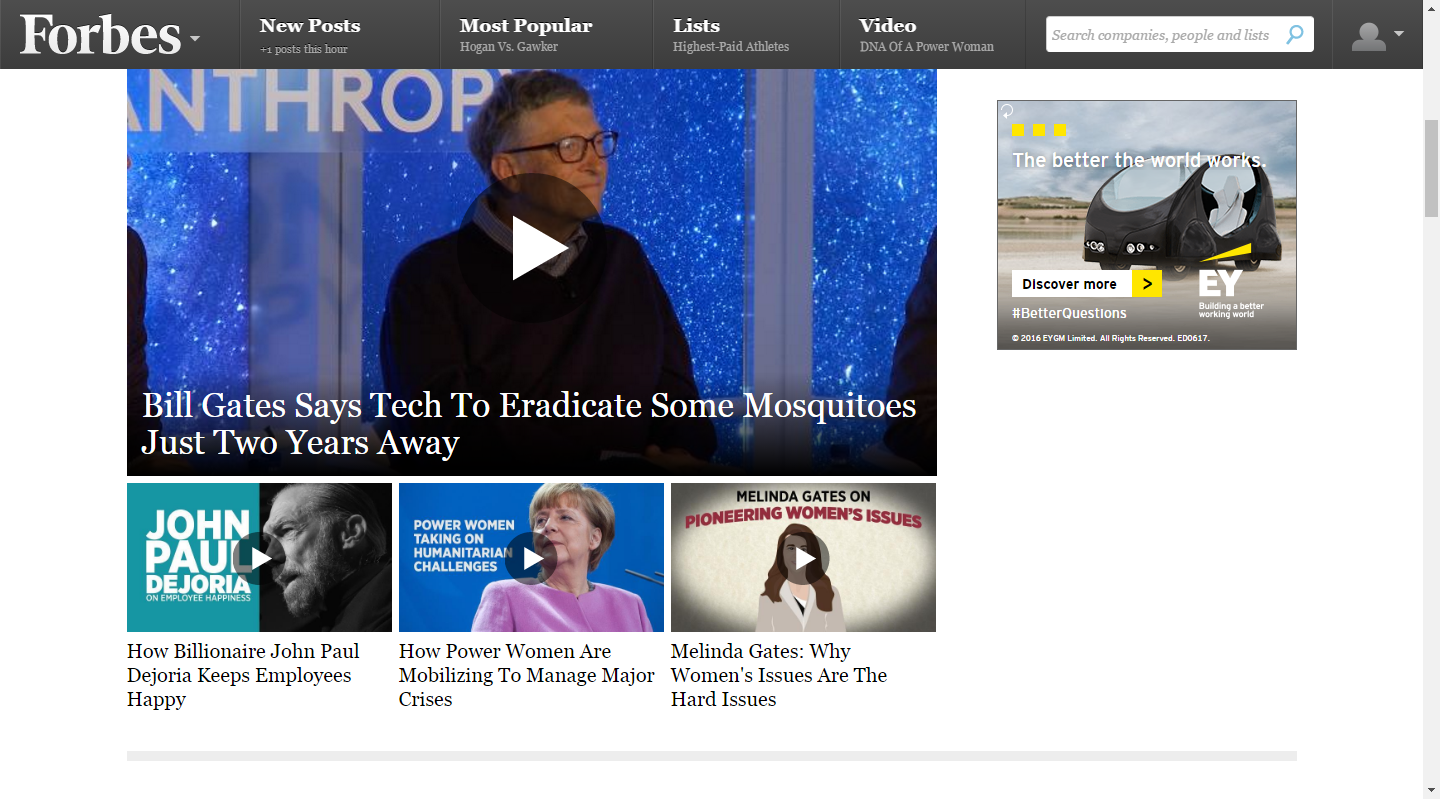 Forbes
New Posts
+1 posts this hour
Most Popular
Hogan Vs. Gawker
Lists
Highest-Paid Athletes
Video
DNA Of A Power Woman
Search companies, people and lists
ANTHROPY
Bill Gates Says Tech To Eradicate Some Mosquitoes
Just Two Years Away
The better the world works.
Discover more >
EY
Building a better
working world
#BetterQuestions
© 2016 EYGM Limited. All Rights Reserved. ED0617.
JOHN
PAUL
DEJORIA
ON EMPLOYEE HAPPINESS
How Billionaire John Paul
Dejoria Keeps Employees
Happy
POWER WOMEN
TAKING ON
HUMANITARIAN
CHALLENGES
How Power Women Are
Mobilizing To Manage Major
Crises
MELINDA GATES ON
PIONEERING WOMEN'S ISSUES
Melinda Gates: Why
Women's Issues Are The
Hard Issues